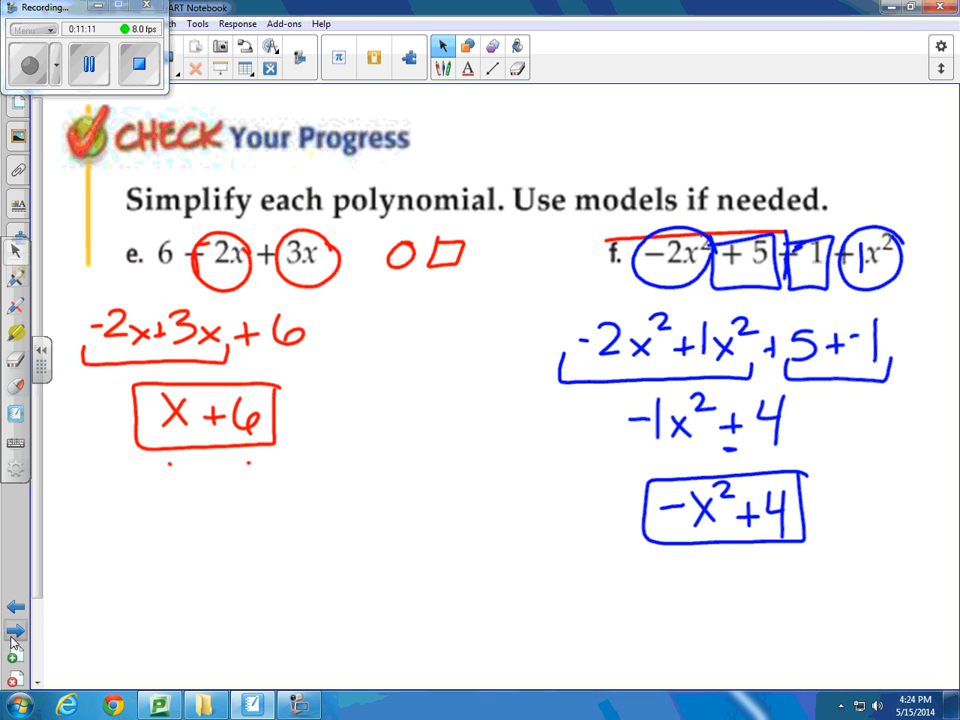 Recording...
ART Notebook
Menu
0:11:11
8.0 fps
Tools Response Add-ons Help
CHECK Your Progress
Simplify each polynomial. Use models if needed.
e. 6 - 2x + 3x
f. -2x² + 5 - 1 + 1x²
-2x+3x + 6
-2x² + 1x² + 5 + -1
x + 6
-1x² + 4
-x² + 4
4:24 PM
5/15/2014